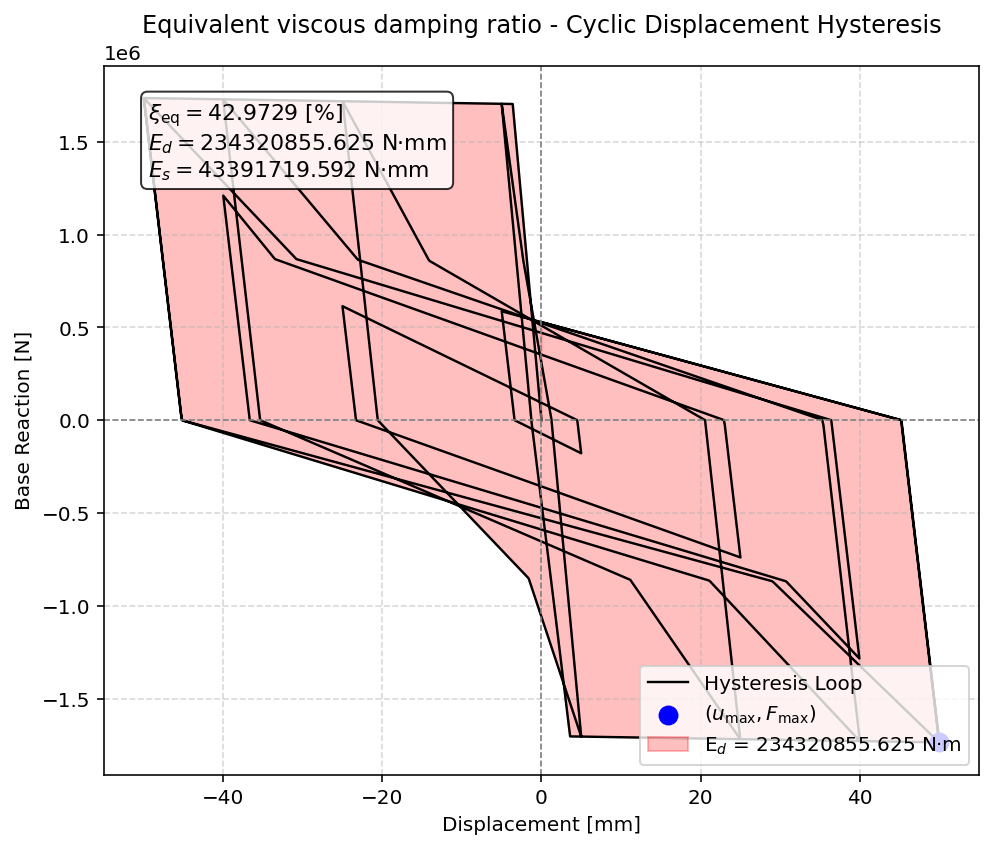 Equivalent viscous damping ratio - Cyclic Displacement Hysteresis
1e6
ξeq = 42.9729 [%]
Ed = 234320855.625 N·mm
Es = 43391719.592 N·mm
1.5
1.0
0.5
0.0
−0.5
−1.0
−1.5
Base Reaction [N]
Hysteresis Loop
(umax, Fmax)
Ed = 234320855.625 N·m
−40
−20
0
20
40
Displacement [mm]